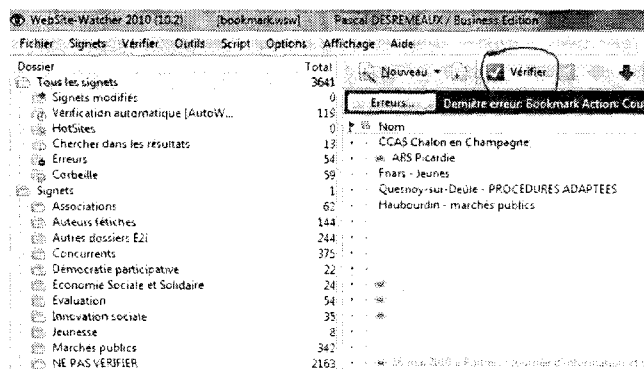 WebSite-Watcher 2010 (10.2) [bookmark.wsw] Pascal DESREMEAUX / Business Edition
Fichier Signets Vérifier Outils Script Options Affichage Aide
Dossier Total
Tous les signets 3641
Signets modifiés 0
Vérification automatique [AutoW... 119
HotSites 0
Chercher dans les résultats 13
Erreurs 54
Corbeille 59
Signets 1
Associations 62
Auteurs fétiches 144
Autres dossiers E2i 244
Concurrents 375
Démocratie participative 22
Economie Sociale et Solidaire 24
Evaluation 54
Innovation sociale 35
Jeunesse 8
Marchés publics 342
NE PAS VERIFIER 2163
Nouveau Vérifier
Erreurs... Dernière erreur: Bookmark Action: Cou
Nom
CCAS Chalon en Champagne
ARS Picardie
Fnars - Jeunes
Quesnoy-sur-Deûle - PROCEDURES ADAPTEES
Haubourdin - marchés publics